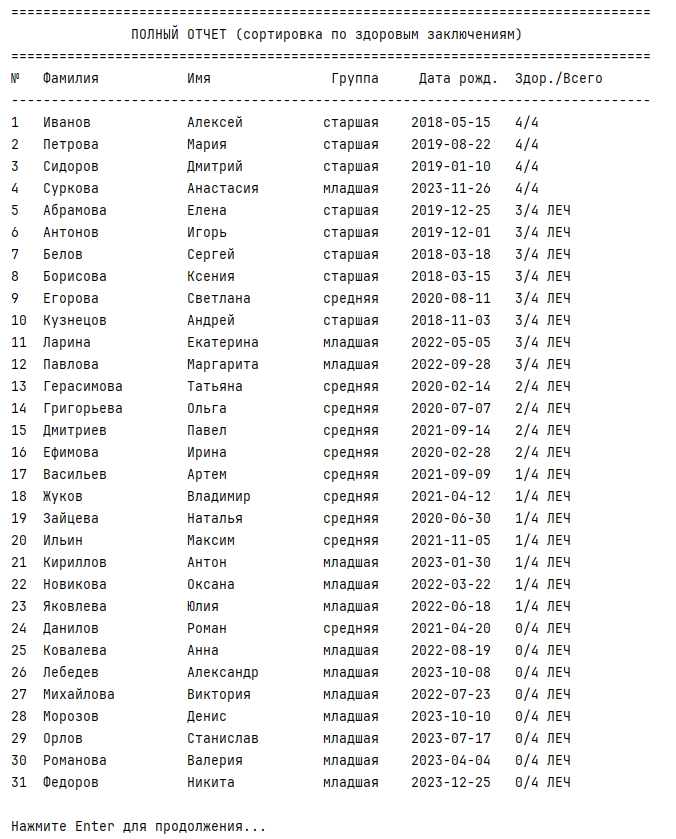 ================================================================================
ПОЛНЫЙ ОТЧЕТ (сортировка по здоровым заключениям)
================================================================================
№ Фамилия Имя Группа Дата рожд. Здор./Всего
--------------------------------------------------------------------------------
1 Иванов Алексей старшая 2018-05-15 4/4
2 Петрова Мария старшая 2019-08-22 4/4
3 Сидоров Дмитрий старшая 2019-01-10 4/4
4 Суркова Анастасия младшая 2023-11-26 4/4
5 Абрамова Елена старшая 2019-12-25 3/4 ЛЕЧ
6 Антонов Игорь старшая 2019-12-01 3/4 ЛЕЧ
7 Белов Сергей старшая 2018-03-18 3/4 ЛЕЧ
8 Борисова Ксения старшая 2018-03-15 3/4 ЛЕЧ
9 Егорова Светлана средняя 2020-08-11 3/4 ЛЕЧ
10 Кузнецов Андрей старшая 2018-11-03 3/4 ЛЕЧ
11 Ларина Екатерина младшая 2022-05-05 3/4 ЛЕЧ
12 Павлова Маргарита младшая 2022-09-28 3/4 ЛЕЧ
13 Герасимова Татьяна средняя 2020-02-14 2/4 ЛЕЧ
14 Григорьева Ольга средняя 2020-07-07 2/4 ЛЕЧ
15 Дмитриев Павел средняя 2021-09-14 2/4 ЛЕЧ
16 Ефимова Ирина средняя 2020-02-28 2/4 ЛЕЧ
17 Васильев Артем средняя 2021-09-09 1/4 ЛЕЧ
18 Жуков Владимир средняя 2021-04-12 1/4 ЛЕЧ
19 Зайцева Наталья средняя 2020-06-30 1/4 ЛЕЧ
20 Ильин Максим средняя 2021-11-05 1/4 ЛЕЧ
21 Кириллов Антон младшая 2023-01-30 1/4 ЛЕЧ
22 Новикова Оксана младшая 2022-03-22 1/4 ЛЕЧ
23 Яковлева Юлия младшая 2022-06-18 1/4 ЛЕЧ
24 Данилов Роман средняя 2021-04-20 0/4 ЛЕЧ
25 Ковалева Анна младшая 2022-08-19 0/4 ЛЕЧ
26 Лебедев Александр младшая 2023-10-08 0/4 ЛЕЧ
27 Михайлова Виктория младшая 2022-07-23 0/4 ЛЕЧ
28 Морозов Денис младшая 2023-10-10 0/4 ЛЕЧ
29 Орлов Станислав младшая 2023-07-17 0/4 ЛЕЧ
30 Романова Валерия младшая 2023-04-04 0/4 ЛЕЧ
31 Федоров Никита младшая 2023-12-25 0/4 ЛЕЧ
Нажмите Enter для продолжения...